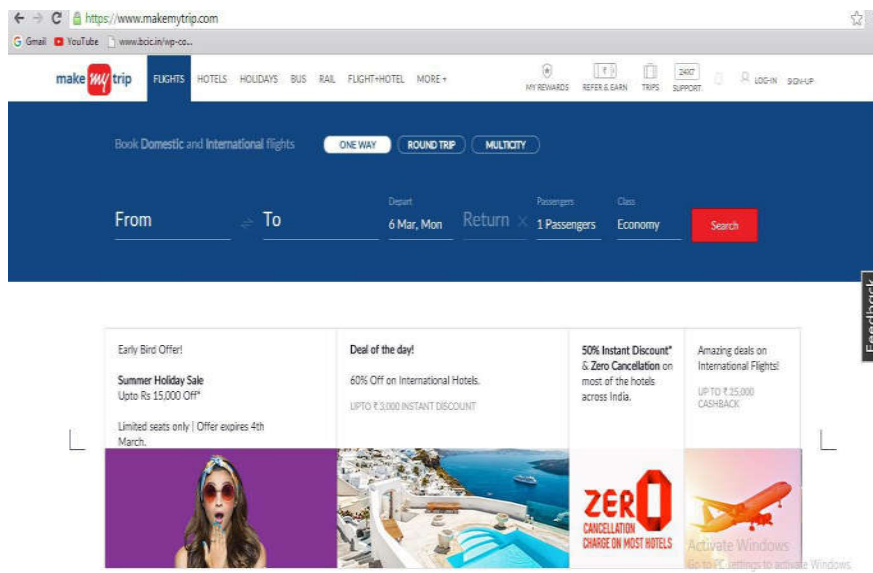 https://www.makemytrip.com
Gmail YouTube www.bcic.in/wp-co...
make my trip FLIGHTS HOTELS HOLIDAYS BUS RAIL FLIGHT+HOTEL MORE +
MY REWARDS REFER & EARN TRIPS 24X7 SUPPORT LOG-IN SIGN-UP
Book Domestic and International flights ONE WAY ROUND TRIP MULTICITY
Depart Passengers Class
From To 6 Mar, Mon Return 1 Passengers Economy Search
Feedback
Early Bird Offer!
Summer Holiday Sale
Upto Rs 15,000 Off*
Limited seats only | Offer expires 4th
March.
Deal of the day!
60% Off on International Hotels.
UPTO ₹ 3,000 INSTANT DISCOUNT
50% Instant Discount*
& Zero Cancellation on
most of the hotels
across India.
Amazing deals on
International Flights!
UP TO ₹ 25,000
CASHBACK
ZERO
CANCELLATION
CHARGE ON MOST HOTELS
Activate Windows
Go to PC settings to activate Windows.